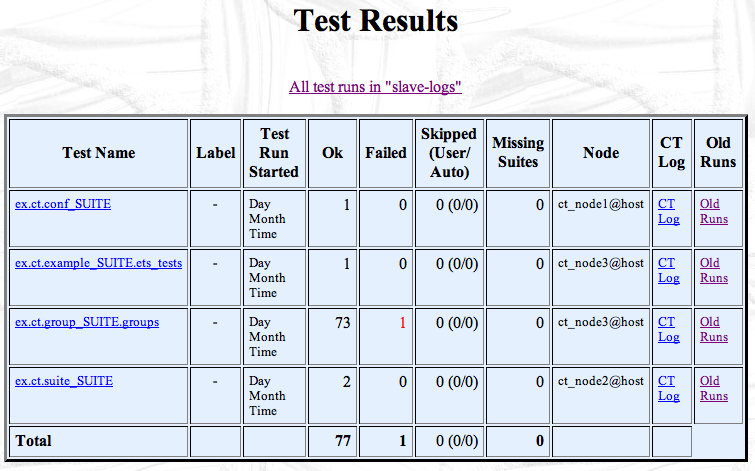 Test Results
All test runs in "slave-logs"
Test Name Label Test Run Started Ok Failed Skipped (User/ Auto) Missing Suites Node CT Log Old Runs
ex.ct.conf_SUITE - Day Month Time 1 0 0 (0/0) 0 ct_node1@host CT Log Old Runs
ex.ct.example_SUITE.ets_tests - Day Month Time 1 0 0 (0/0) 0 ct_node3@host CT Log Old Runs
ex.ct.group_SUITE.groups - Day Month Time 73 1 0 (0/0) 0 ct_node3@host CT Log Old Runs
ex.ct.suite_SUITE - Day Month Time 2 0 0 (0/0) 0 ct_node2@host CT Log Old Runs
Total 77 1 0 (0/0) 0